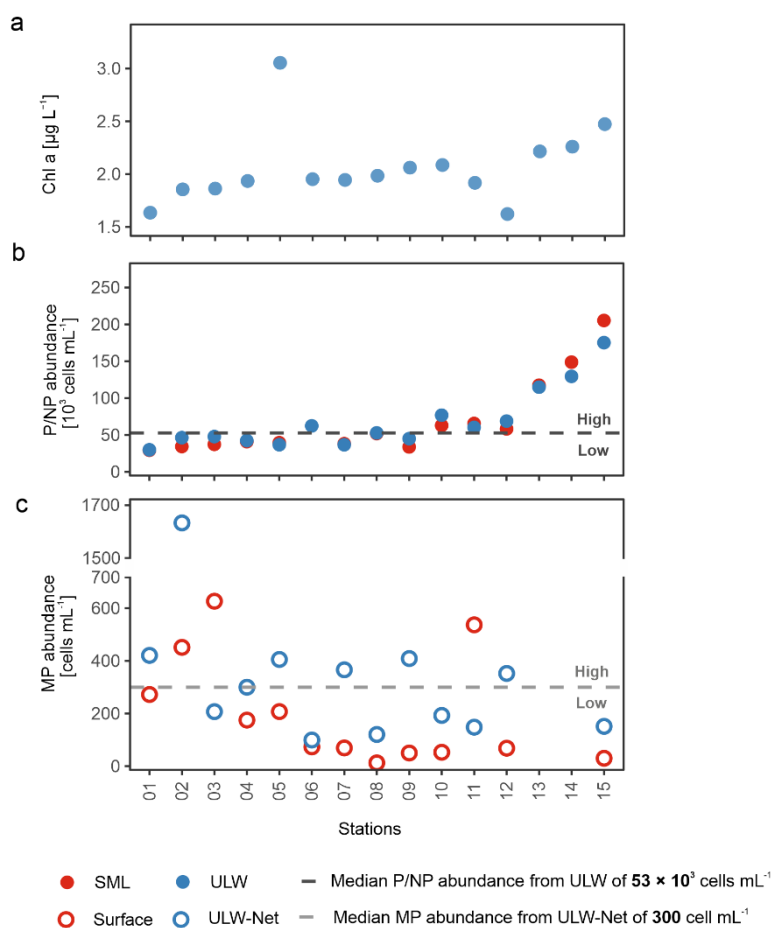 a
Chl a [µg L⁻¹]
3.0
2.5
2.0
1.5
b
P/NP abundance
[10³ cells mL⁻¹]
250
200
150
100
50
0
High
Low
c
MP abundance
[cells mL⁻¹]
1700
1500
700
600
400
200
0
High
Low
01 02 03 04 05 06 07 08 09 10 11 12 13 14 15
Stations
SML ULW Median P/NP abundance from ULW of 53 × 10³ cells mL⁻¹
Surface ULW-Net Median MP abundance from ULW-Net of 300 cell mL⁻¹